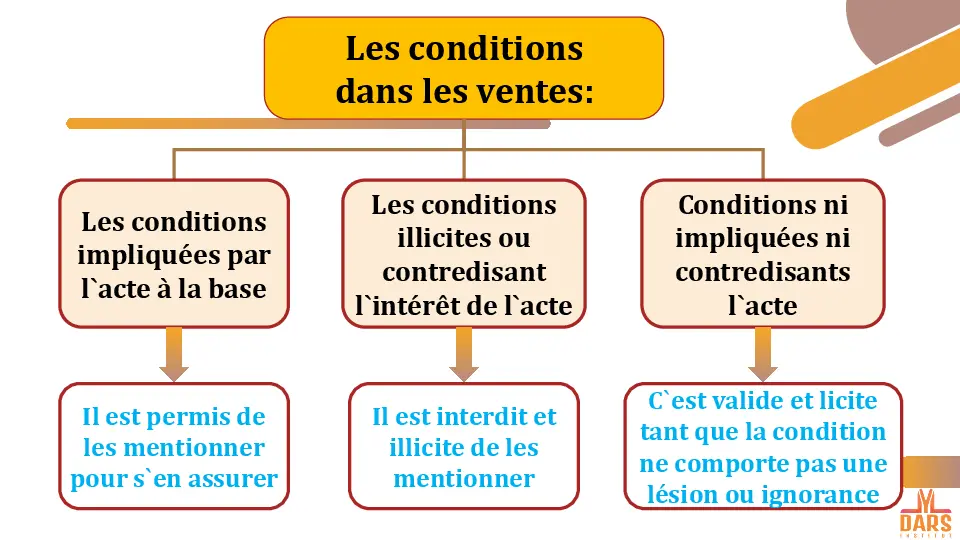 Les conditions
dans les ventes:
Les conditions
impliquées par
l`acte à la base
Les conditions
illicites ou
contredisant
l`intérêt de l`acte
Conditions ni
impliquées ni
contredisants
l`acte
Il est permis de
les mentionner
pour s`en assurer
Il est interdit et
illicite de les
mentionner
C`est valide et licite
tant que la condition
ne comporte pas une
lésion ou ignorance
DARS
INSTITUT